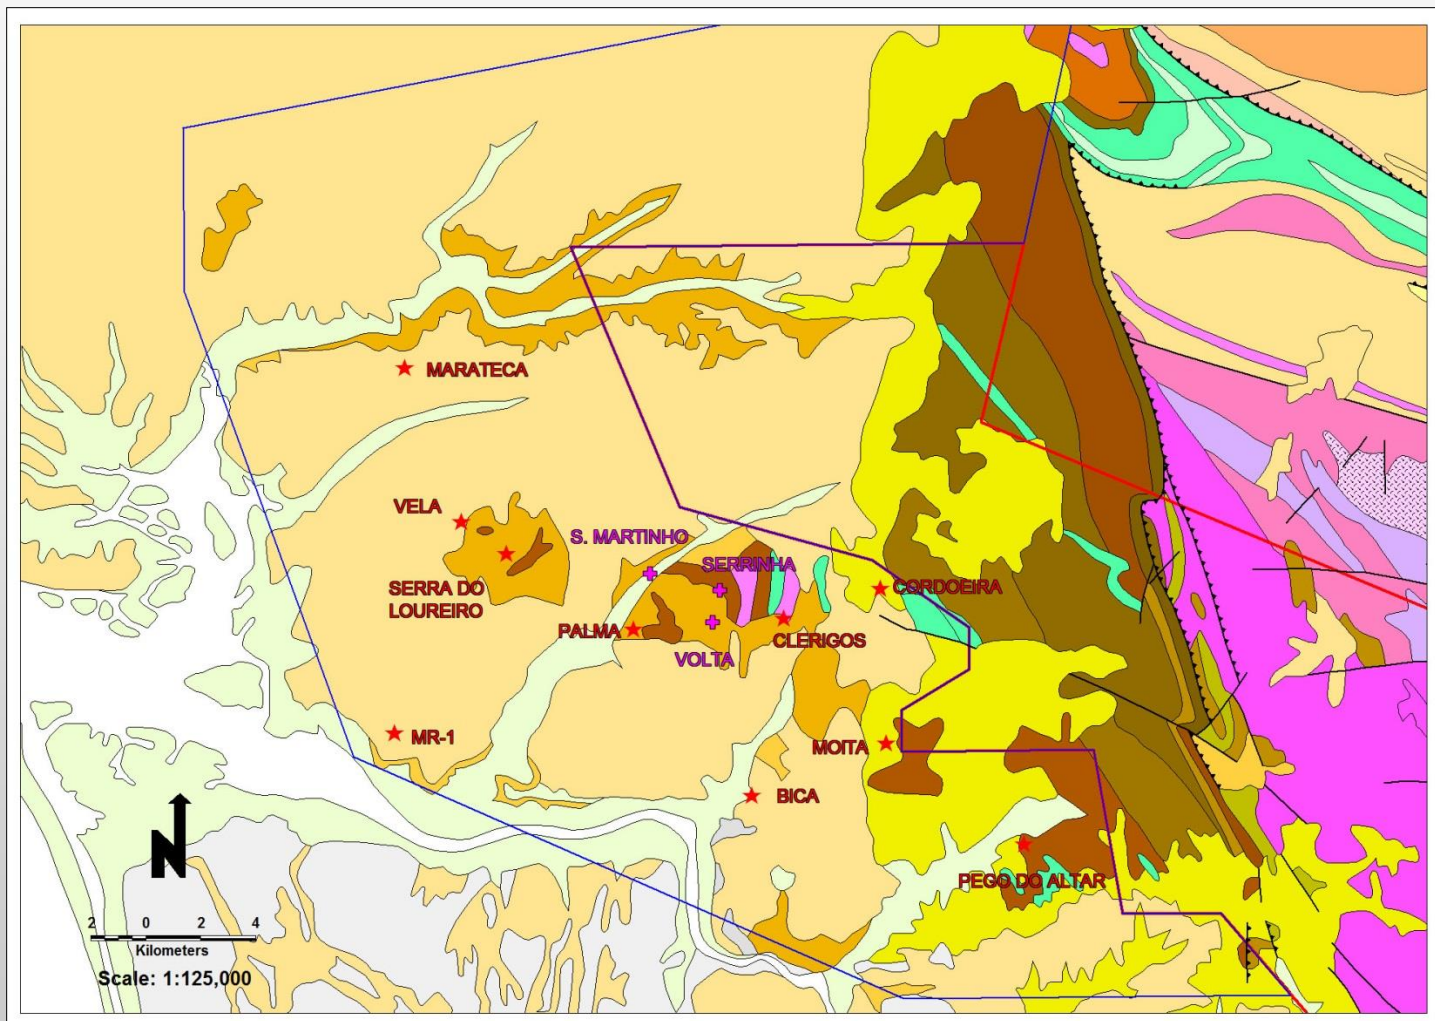 MARATECA
VELA
S. MARTINHO
SERRINHA
SERRA DO
LOUREIRO
CORDOEIRA
PALMA
CLERIGOS
VOLTA
MR-1
MOITA
BICA
N
PEGO DO ALTAR
2 0 2 4
Kilometers
Scale: 1:125,000